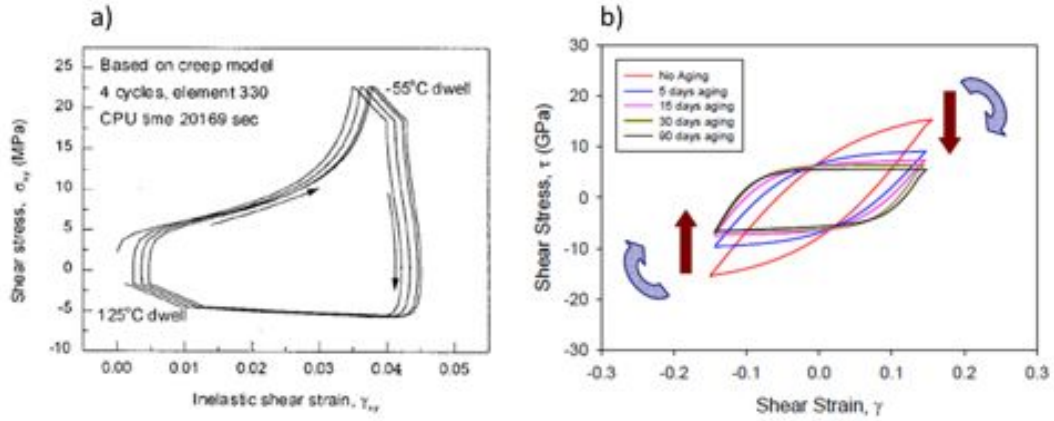 a)
Based on creep model
4 cycles, element 330
CPU time 20169 sec
-55°C dwell
125°C dwell
Shear stress, σxy (MPa)
25
20
15
10
5
0
-5
-10
0.00 0.01 0.02 0.03 0.04 0.05
Inelastic shear strain, γxy
b)
No Aging
5 days aging
15 days aging
30 days aging
90 days aging
Shear Stress, τ (GPa)
30
20
10
0
-10
-20
-30
-0.3 -0.2 -0.1 0.0 0.1 0.2 0.3
Shear Strain, γ